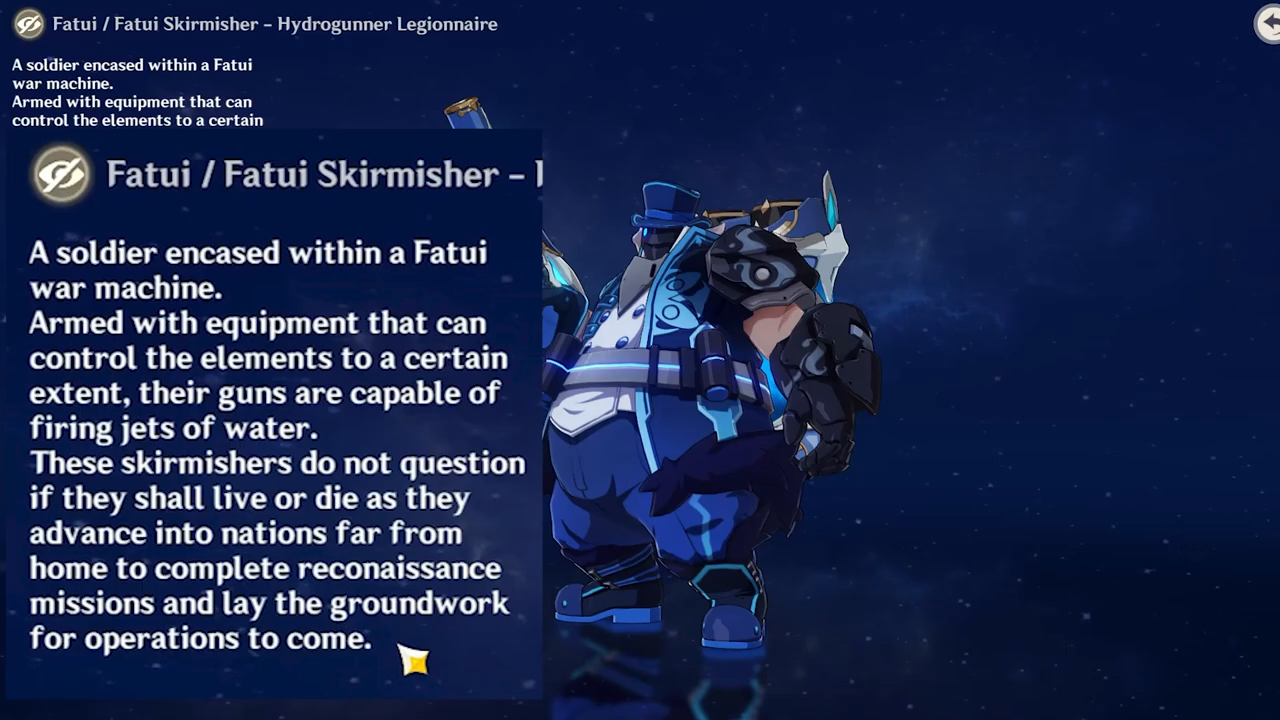 Fatui / Fatui Skirmisher – Hydrogunner Legionnaire
A soldier encased within a Fatui
war machine.
Armed with equipment that can
control the elements to a certain
Fatui / Fatui Skirmisher –
A soldier encased within a Fatui
war machine.
Armed with equipment that can
control the elements to a certain
extent, their guns are capable of
firing jets of water.
These skirmishers do not question
if they shall live or die as they
advance into nations far from
home to complete reconaissance
missions and lay the groundwork
for operations to come.